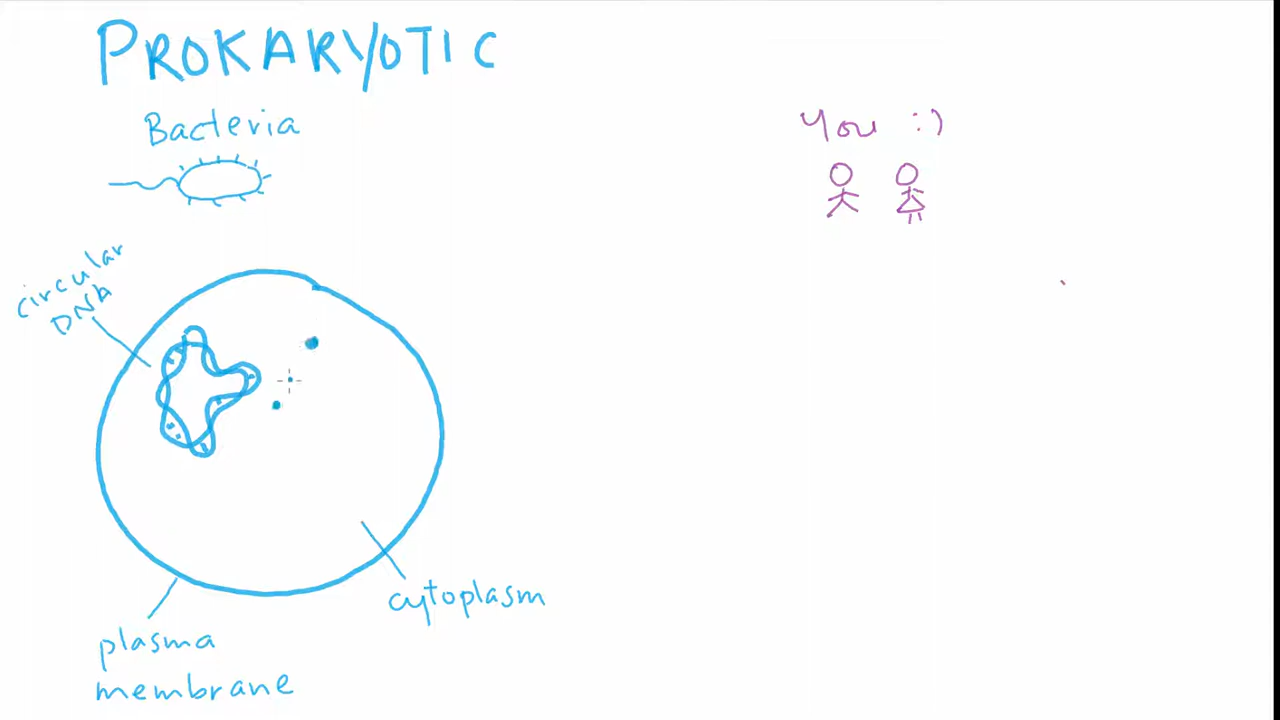 PROKARYOTIC
Bacteria
You :)
circular
DNA
cytoplasm
plasma
membrane